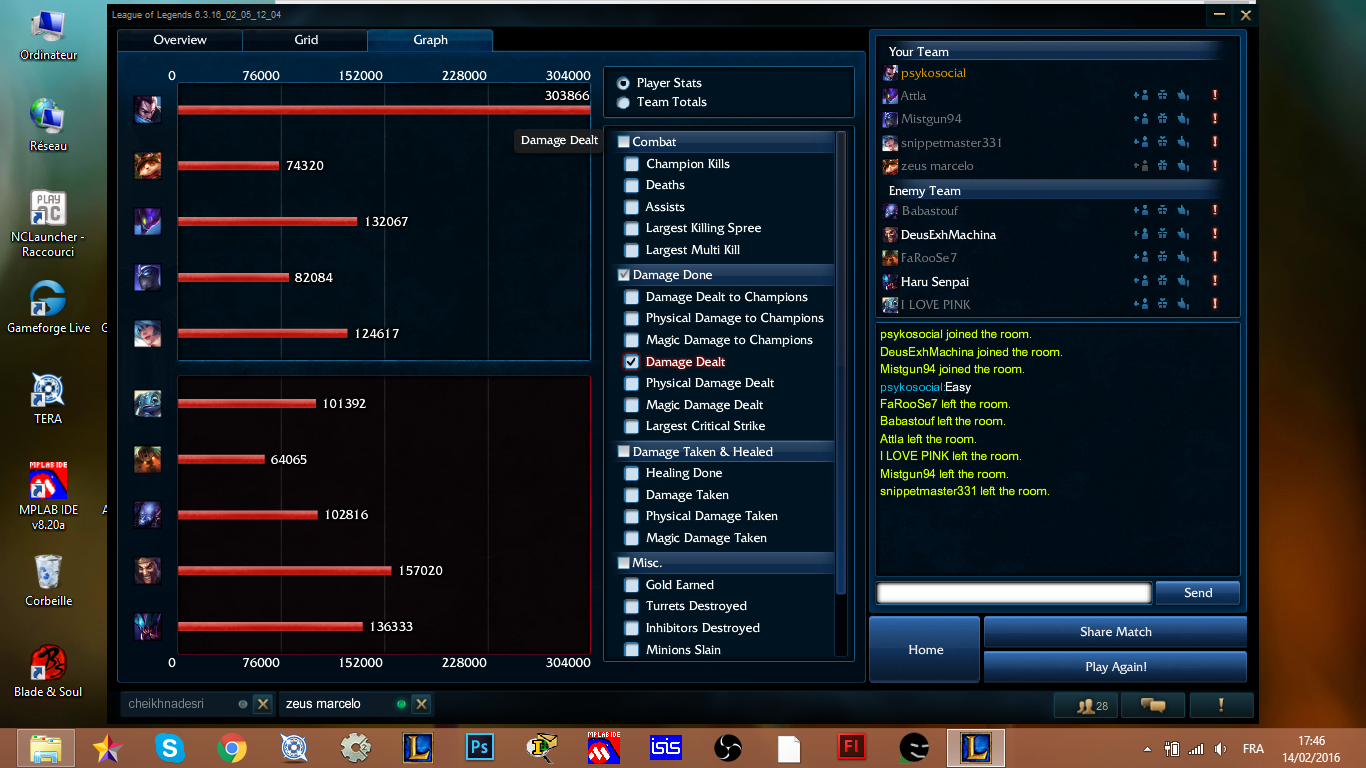 League of Legends 6.3.16_02_05_12_04
Ordinateur
Réseau
NCLauncher - Raccourci
Gameforge Live
G
TERA
MPLAB IDE
MPLAB IDE v8.20a
A
Corbeille
Blade & Soul
PLAY NC
Overview
Grid
Graph
0 76000 152000 228000 304000
303866
Damage Dealt
74320
132067
82084
124617
101392
64065
102816
157020
136333
0 76000 152000 228000 304000
Player Stats
Team Totals
Combat
Champion Kills
Deaths
Assists
Largest Killing Spree
Largest Multi Kill
Damage Done
Damage Dealt to Champions
Physical Damage to Champions
Magic Damage to Champions
Damage Dealt
Physical Damage Dealt
Magic Damage Dealt
Largest Critical Strike
Damage Taken & Healed
Healing Done
Damage Taken
Physical Damage Taken
Magic Damage Taken
Misc.
Gold Earned
Turrets Destroyed
Inhibitors Destroyed
Minions Slain
Your Team
psykosocial
Attla
Mistgun94
snippetmaster331
zeus marcelo
Enemy Team
Babastouf
DeusExhMachina
FaRooSe7
Haru Senpai
I LOVE PINK
psykosocial joined the room.
DeusExhMachina joined the room.
Mistgun94 joined the room.
psykosocial:Easy
FaRooSe7 left the room.
Babastouf left the room.
Attla left the room.
I LOVE PINK left the room.
Mistgun94 left the room.
snippetmaster331 left the room.
Send
Home
Share Match
Play Again!
cheikhnadesri
zeus marcelo
28
L
Ps
MPLAB IDE
isis
Fl
L
FRA
17:46
14/02/2016